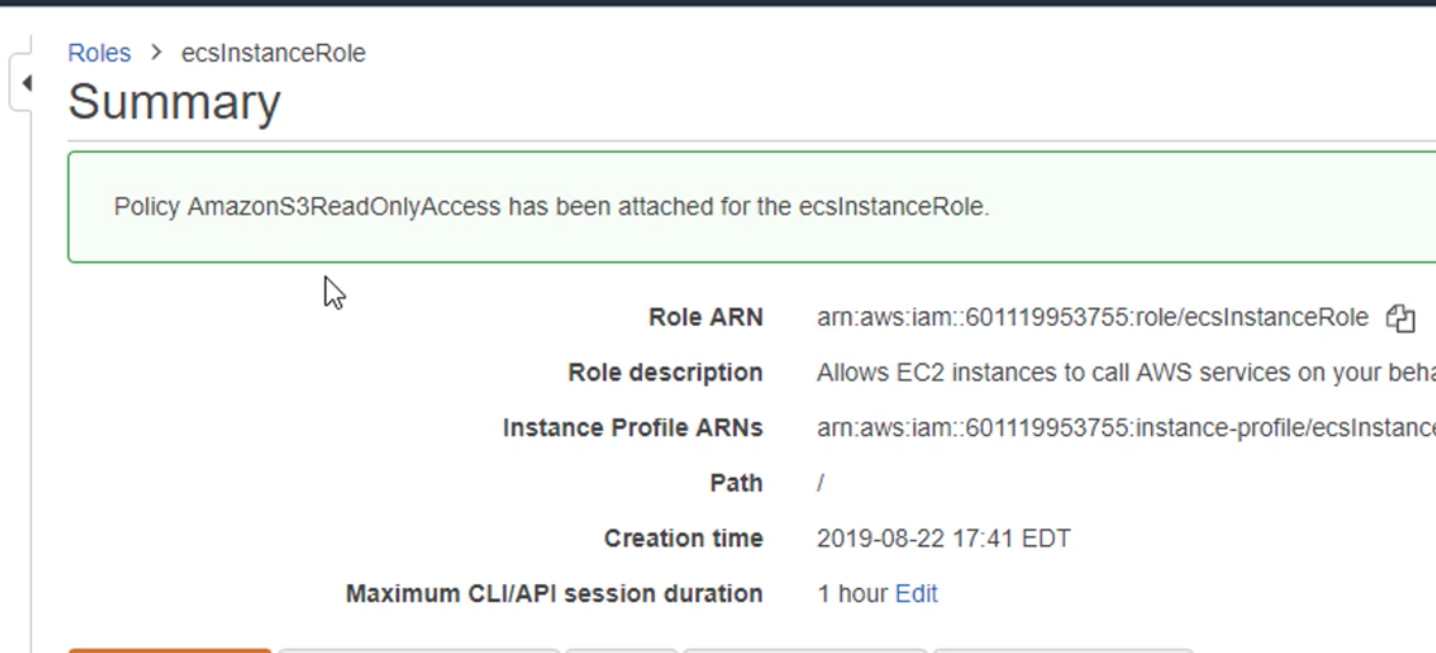 Roles > ecsInstanceRole
Summary
Policy AmazonS3ReadOnlyAccess has been attached for the ecsInstanceRole.
Role ARN arn:aws:iam::601119953755:role/ecsInstanceRole
Role description Allows EC2 instances to call AWS services on your beha
Instance Profile ARNs arn:aws:iam::601119953755:instance-profile/ecsInstance
Path /
Creation time 2019-08-22 17:41 EDT
Maximum CLI/API session duration 1 hour Edit